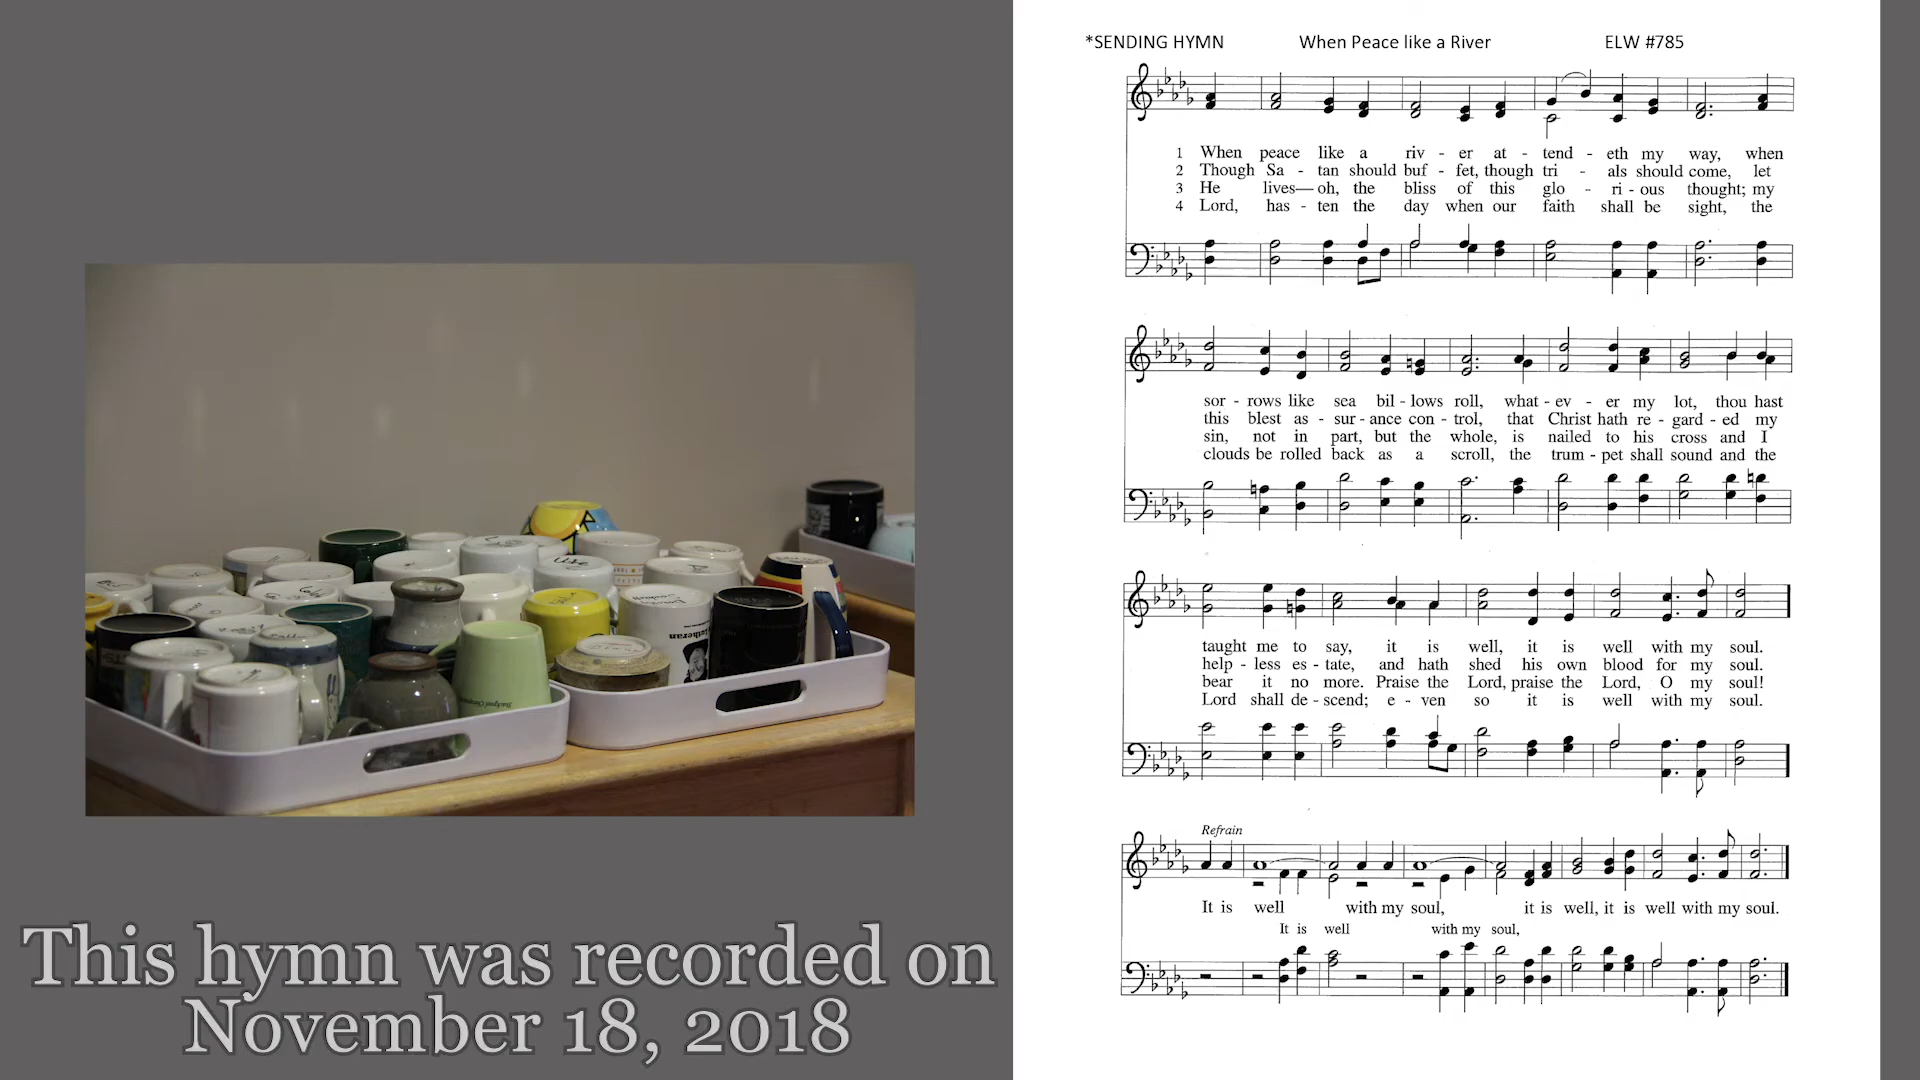 *SENDING HYMN When Peace like a River ELW #785
1 When peace like a riv - er at - tend - eth my way, when
2 Though Sa - tan should buf - fet, though tri - als should come, let
3 He lives— oh, the bliss of this glo - ri - ous thought; my
4 Lord, has - ten the day when our faith shall be sight, the
sor - rows like sea bil - lows roll, what - ev - er my lot, thou hast
this blest as - sur - ance con - trol, that Christ hath re - gard - ed my
sin, not in part, but the whole, is nailed to his cross and I
clouds be rolled back as a scroll, the trum - pet shall sound and the
taught me to say, it is well, it is well with my soul.
help - less es - tate, and hath shed his own blood for my soul.
bear it no more. Praise the Lord, praise the Lord, O my soul!
Lord shall de - scend; e - ven so it is well with my soul.
Refrain
It is well with my soul, it is well, it is well with my soul.
It is well with my soul,
Lutheran
This hymn was recorded on
November 18, 2018